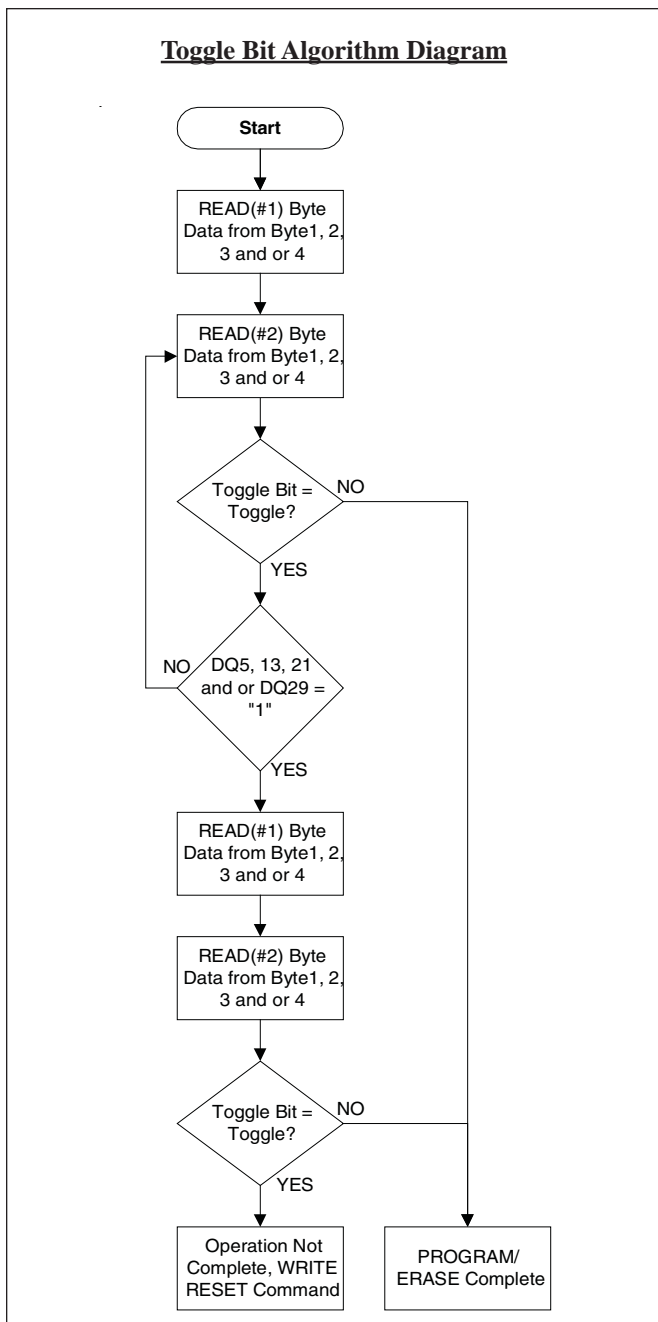 Toggle Bit Algorithm Diagram
Start
READ(#1) Byte
Data from Byte1, 2,
3 and or 4
READ(#2) Byte
Data from Byte1, 2,
3 and or 4
Toggle Bit =
Toggle?
NO
YES
DQ5, 13, 21
and or DQ29 =
"1"
NO
YES
READ(#1) Byte
Data from Byte1, 2,
3 and or 4
READ(#2) Byte
Data from Byte1, 2,
3 and or 4
Toggle Bit =
Toggle?
NO
YES
Operation Not
Complete, WRITE
RESET Command
PROGRAM/
ERASE Complete